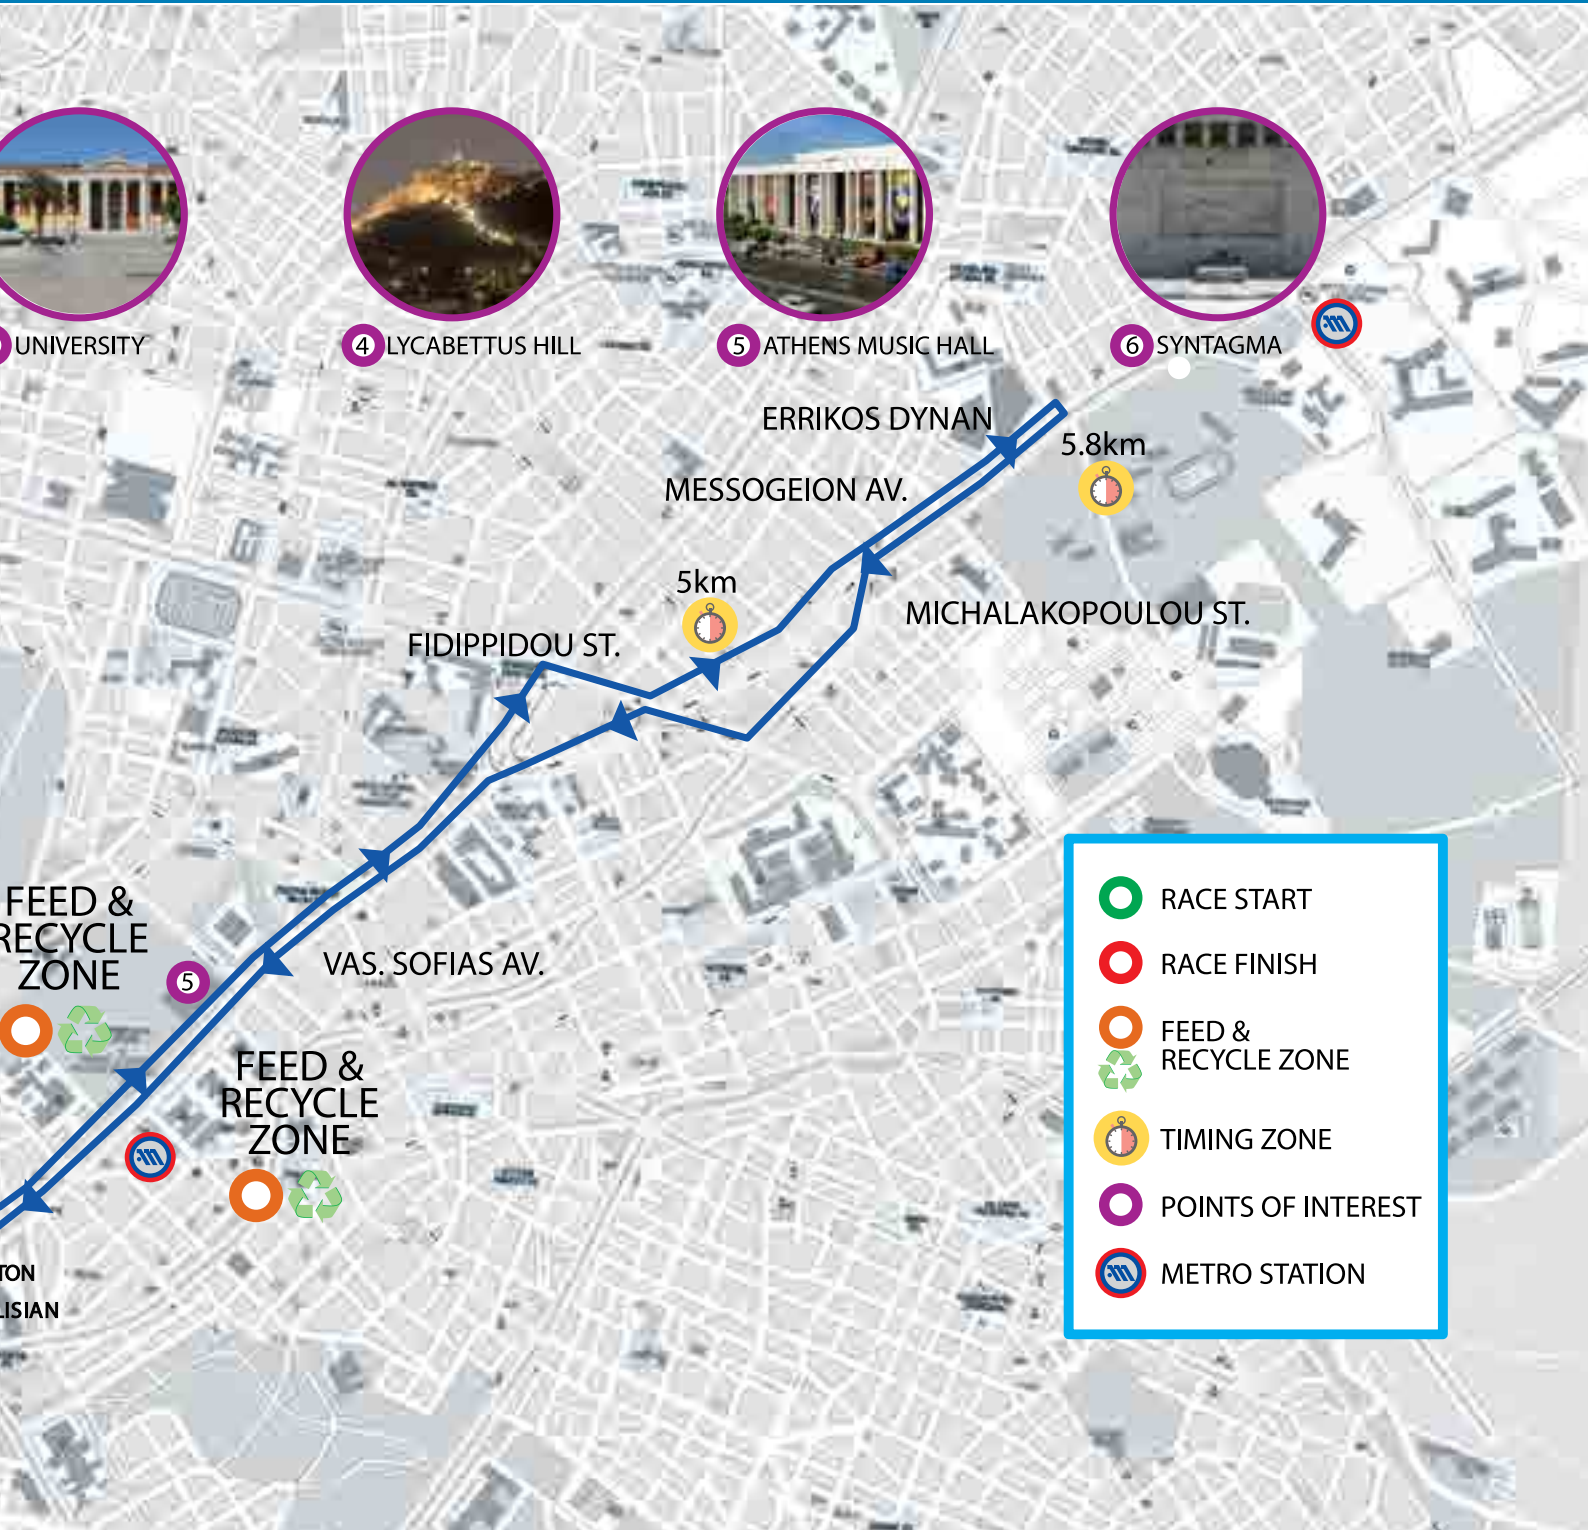 UNIVERSITY
4 LYCABETTUS HILL
5 ATHENS MUSIC HALL
6 SYNTAGMA
ERRIKOS DYNAN
5.8km
MESSOGEION AV.
5km
MICHALAKOPOULOU ST.
FIDIPPIDOU ST.
FEED &
RECYCLE
ZONE
5
VAS. SOFIAS AV.
FEED &
RECYCLE
ZONE
TON
LISIAN
RACE START
RACE FINISH
FEED &
RECYCLE ZONE
TIMING ZONE
POINTS OF INTEREST
METRO STATION